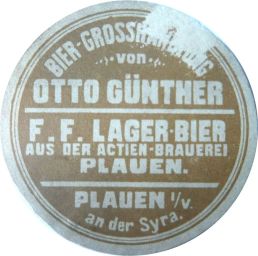 BIER-GROSSHANDLUNG
von
OTTO GÜNTHER
F. F. LAGER-BIER
AUS DER ACTIEN-BRAUEREI
PLAUEN.
PLAUEN i/v.
an der Syra.